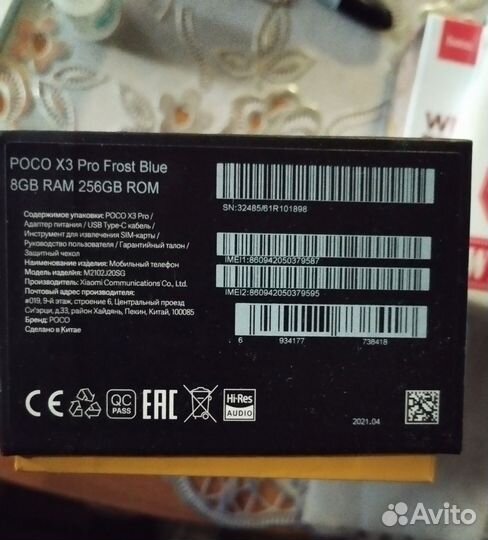 POCO X3 Pro Frost Blue
8GB RAM 256GB ROM
Содержимое упаковки: POCO X3 Pro /
Адаптер питания / USB Type-C кабель /
Инструмент для извлечения SIM-карты /
Руководство пользователя / Гарантийный талон /
Защитный чехол
Наименование изделия: Мобильный телефон
Модель изделия: M2102J20SG
Производитель: Xiaomi Communications Co., Ltd.
Почтовый адрес производителя:
#019, 9-й этаж, строение 6, Центральный проезд
Си'эрци, д.33, район Хайдянь, Пекин, Китай, 100085
Бренд: POCO
Сделано в Китае
SN:32485/61R101898
IMEI1:860942050379587
IMEI2:860942050379595
6 934177 738418
CE
QC
PASS
EAC
Hi-Res
AUDIO
2021.04
Avito